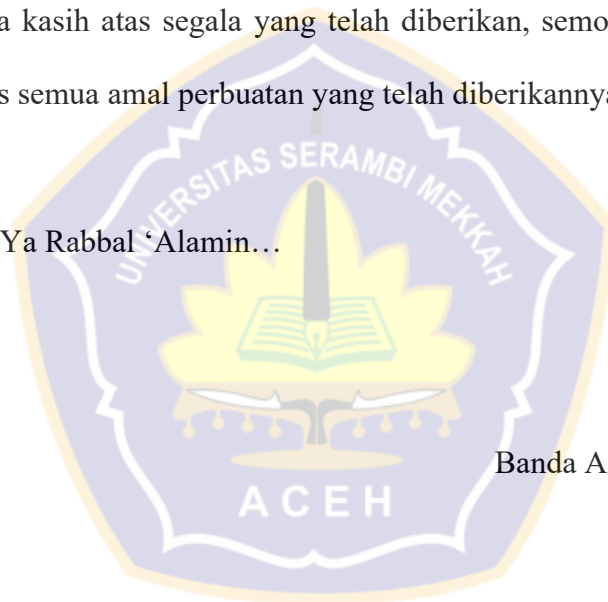 a kasih atas segala yang telah diberikan, semo
s semua amal perbuatan yang telah diberikannya
UNIVERSITAS SERAMBI MEKKAH
Ya Rabbal ‘Alamin…
Banda A
ACEH